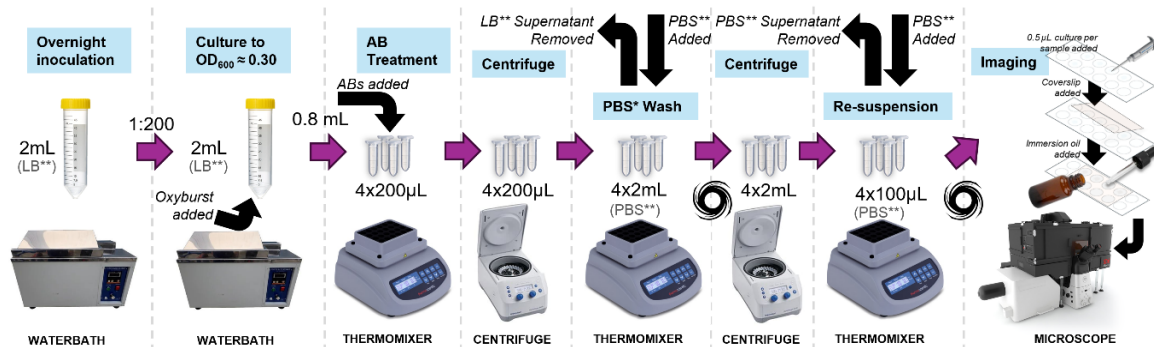 Overnight
inoculation
2mL
(LB**)
WATERBATH
1:200
Culture to
OD₆₀₀ ≈ 0.30
2mL
(LB**)
Oxyburst
added
WATERBATH
0.8 mL
AB
Treatment
ABs added
4x200µL
THERMOMIXER
Centrifuge
4x200µL
CENTRIFUGE
LB** Supernatant
Removed
PBS**
Added
PBS* Wash
4x2mL
(PBS**)
THERMOMIXER
Centrifuge
4x2mL
CENTRIFUGE
PBS** Supernatant
Removed
PBS**
Added
Re-suspension
4x100µL
(PBS**)
THERMOMIXER
Imaging
0.5 µL culture per
sample added
Coverslip
added
Immersion oil
added
MICROSCOPE